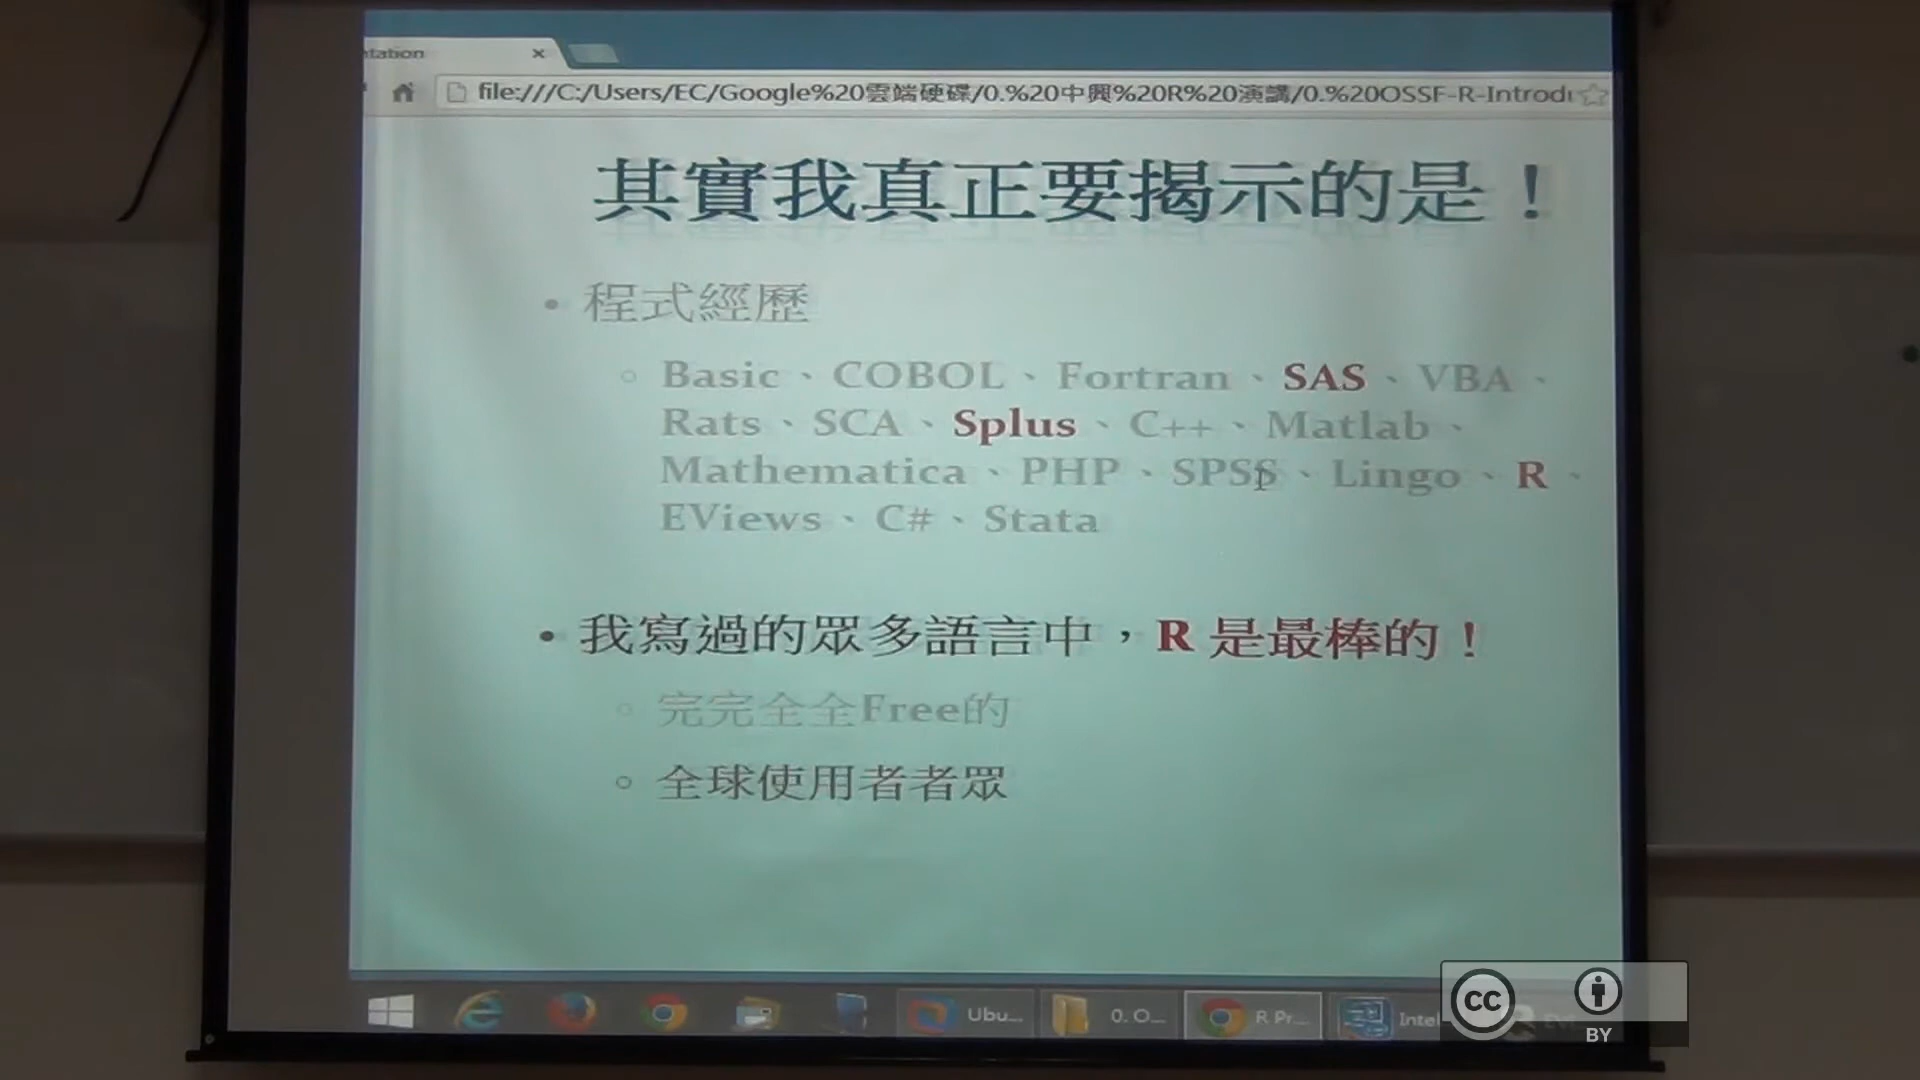 ntation
file:///C:/Users/EC/Google%20雲端硬碟/0.%20中興%20R%20演講/0.%20OSSF-R-Introdu
其實我真正要揭示的是！
• 程式經歷
○ Basic、COBOL、Fortran、SAS、VBA、
Rats、SCA、Splus、C++、Matlab、
Mathematica、PHP、SPSS、Lingo、R、
EViews、C#、Stata
• 我寫過的眾多語言中，R 是最棒的！
○ 完完全全Free的
○ 全球使用者者眾
Ubu... 0. O... R Pr... Intel
cc
BY